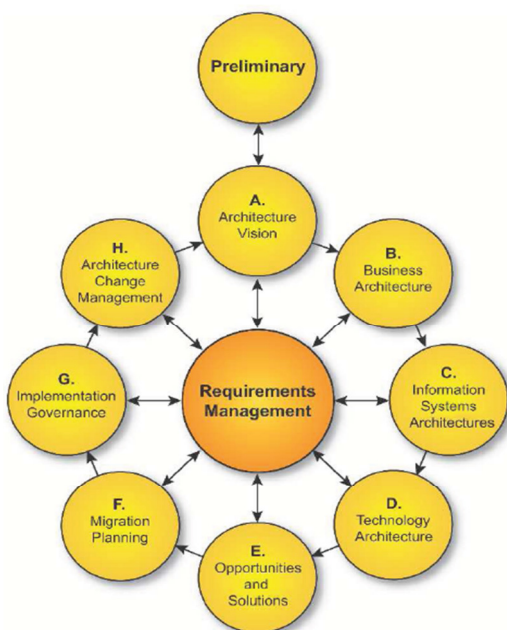 Preliminary
A.
Architecture
Vision
B.
Business
Architecture
C.
Information
Systems
Architectures
D.
Technology
Architecture
E.
Opportunities
and
Solutions
F.
Migration
Planning
G.
Implementation
Governance
H.
Architecture
Change
Management
Requirements
Management